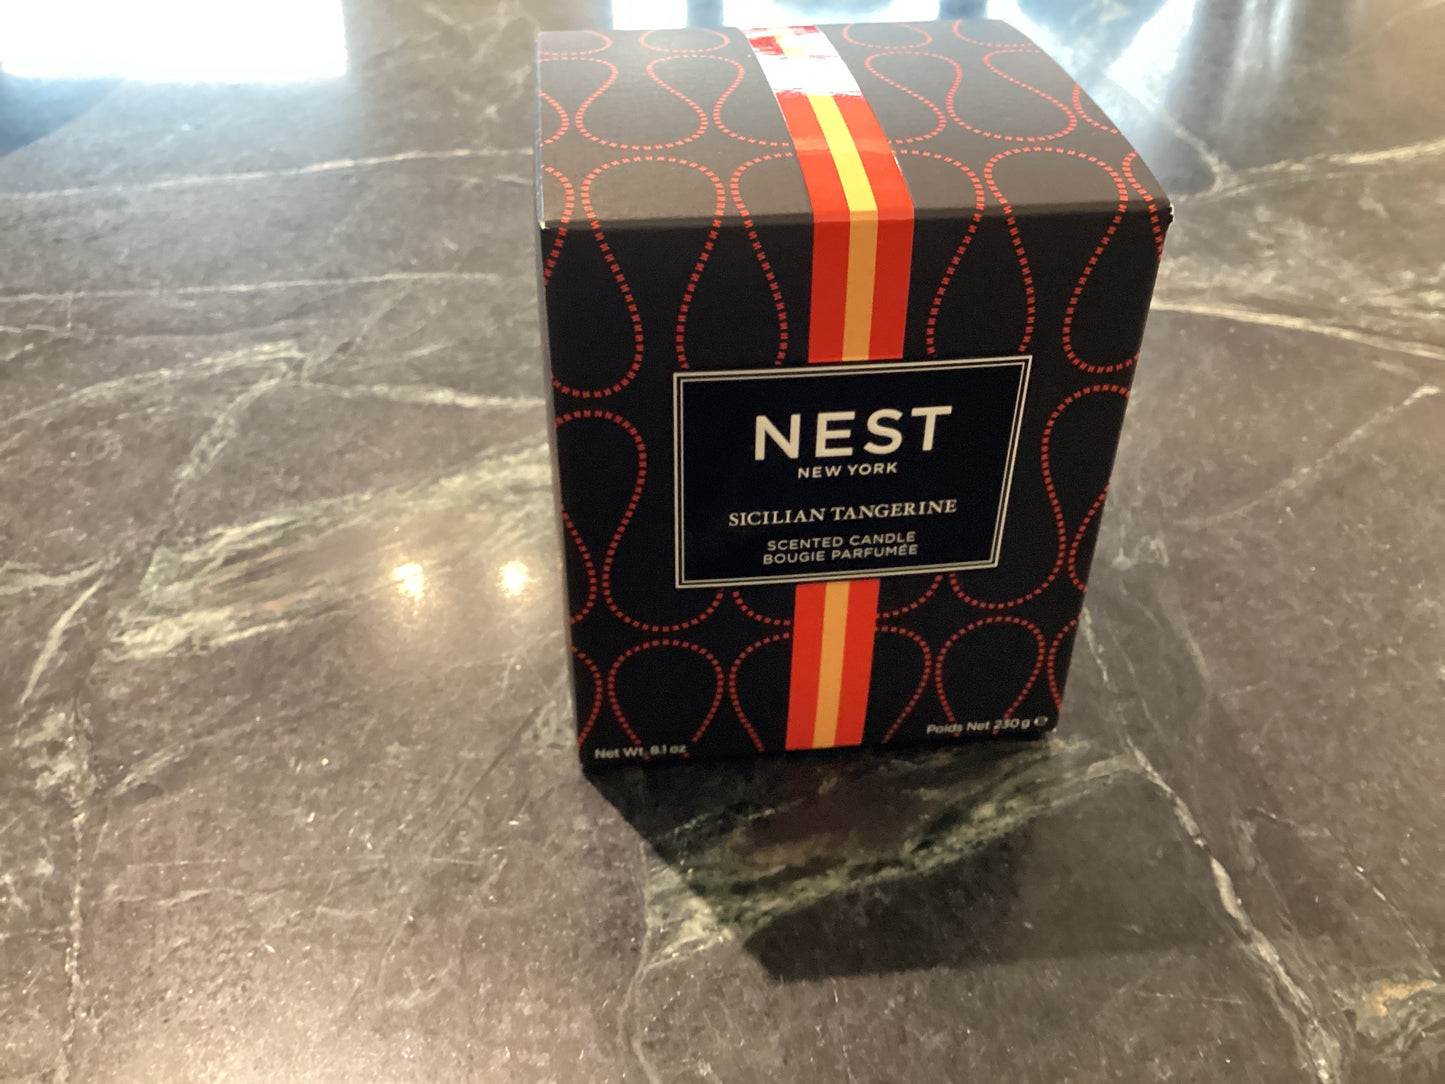 NEST
NEW YORK
SICILIAN TANGERINE
SCENTED CANDLE
BOUGIE PARFUMÉE
Net Wt. 8.1 oz
Poids Net 230 g ℮